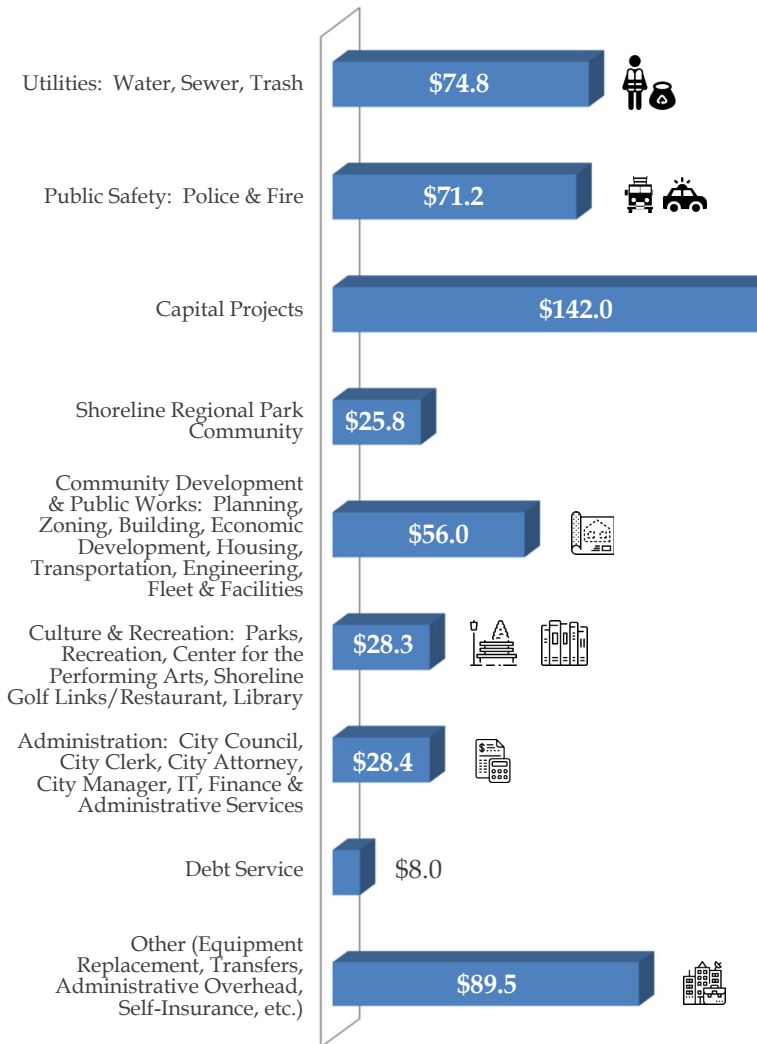 Utilities: Water, Sewer, Trash
$74.8
Public Safety: Police & Fire
$71.2
Capital Projects
$142.0
Shoreline Regional Park
Community
$25.8
Community Development
& Public Works: Planning,
Zoning, Building, Economic
Development, Housing,
Transportation, Engineering,
Fleet & Facilities
$56.0
Culture & Recreation: Parks,
Recreation, Center for the
Performing Arts, Shoreline
Golf Links/Restaurant, Library
$28.3
Administration: City Council,
City Clerk, City Attorney,
City Manager, IT, Finance &
Administrative Services
$28.4
Debt Service
$8.0
Other (Equipment
Replacement, Transfers,
Administrative Overhead,
Self-Insurance, etc.)
$89.5